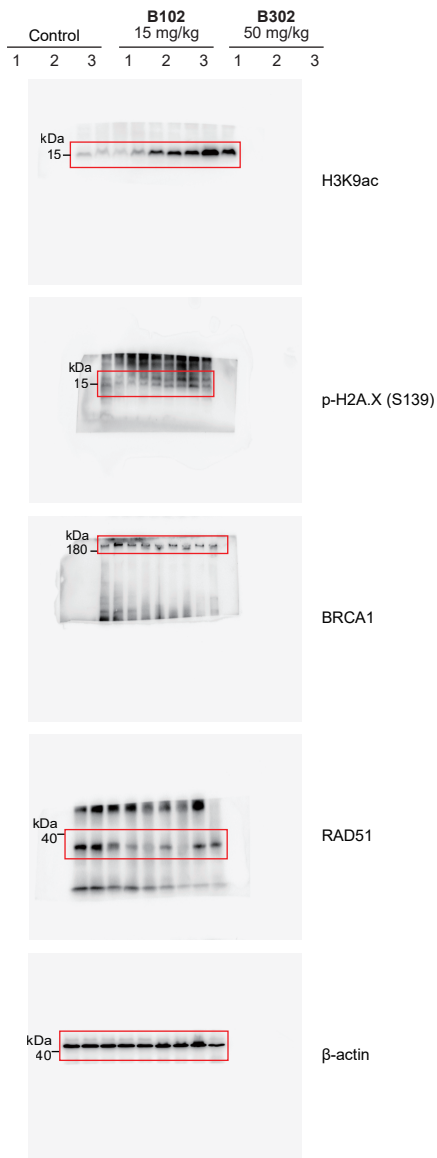 B102 B302
Control 15 mg/kg 50 mg/kg
1 2 3 1 2 3 1 2 3
kDa
15
H3K9ac
kDa
15
p-H2A.X (S139)
kDa
180
BRCA1
kDa
40
RAD51
kDa
40
β-actin